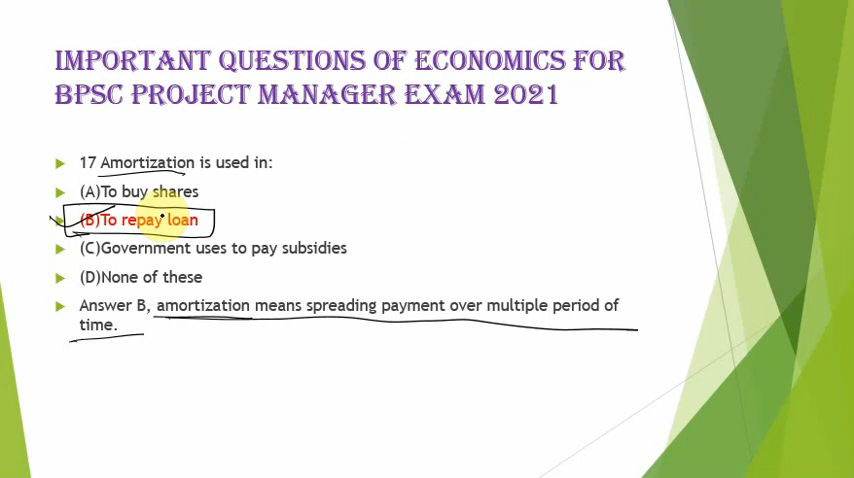 IMPORTANT QUESTIONS OF ECONOMICS FOR
BPSC PROJECT MANAGER EXAM 2021
17 Amortization is used in:
(A)To buy shares
(B)To repay loan
(C)Government uses to pay subsidies
(D)None of these
Answer B, amortization means spreading payment over multiple period of
time.